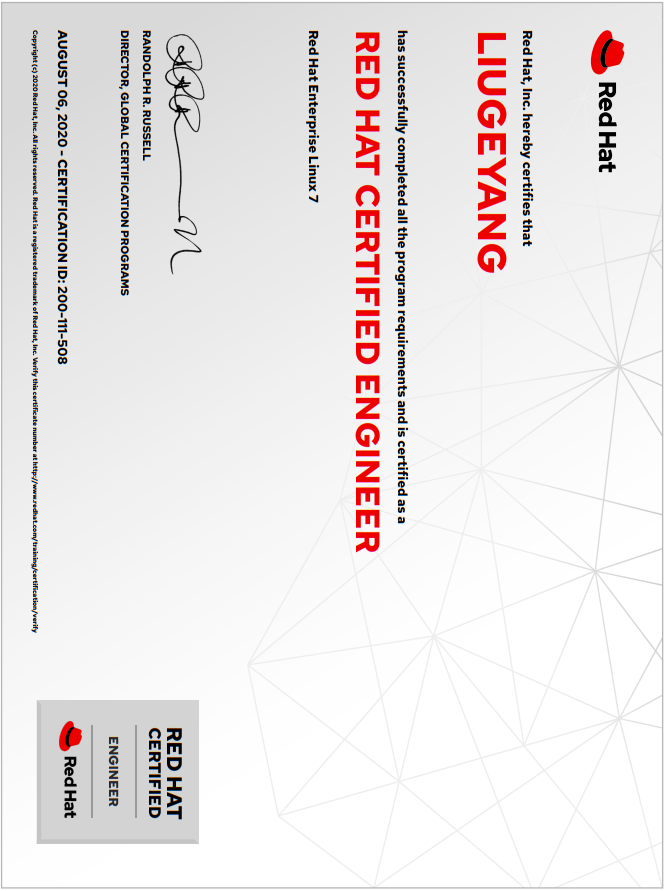 Red Hat
Red Hat, Inc. hereby certifies that
LIUGEYANG
has successfully completed all the program requirements and is certified as a
RED HAT CERTIFIED ENGINEER
Red Hat Enterprise Linux 7
RANDOLPH R. RUSSELL
DIRECTOR, GLOBAL CERTIFICATION PROGRAMS
AUGUST 06, 2020 - CERTIFICATION ID: 200-111-508
Copyright (c) 2020 Red Hat, Inc. All rights reserved. Red Hat is a registered trademark of Red Hat, Inc. Verify this certificate number at http://www.redhat.com/training/certification/verify
RED HAT
CERTIFIED
ENGINEER
Red Hat